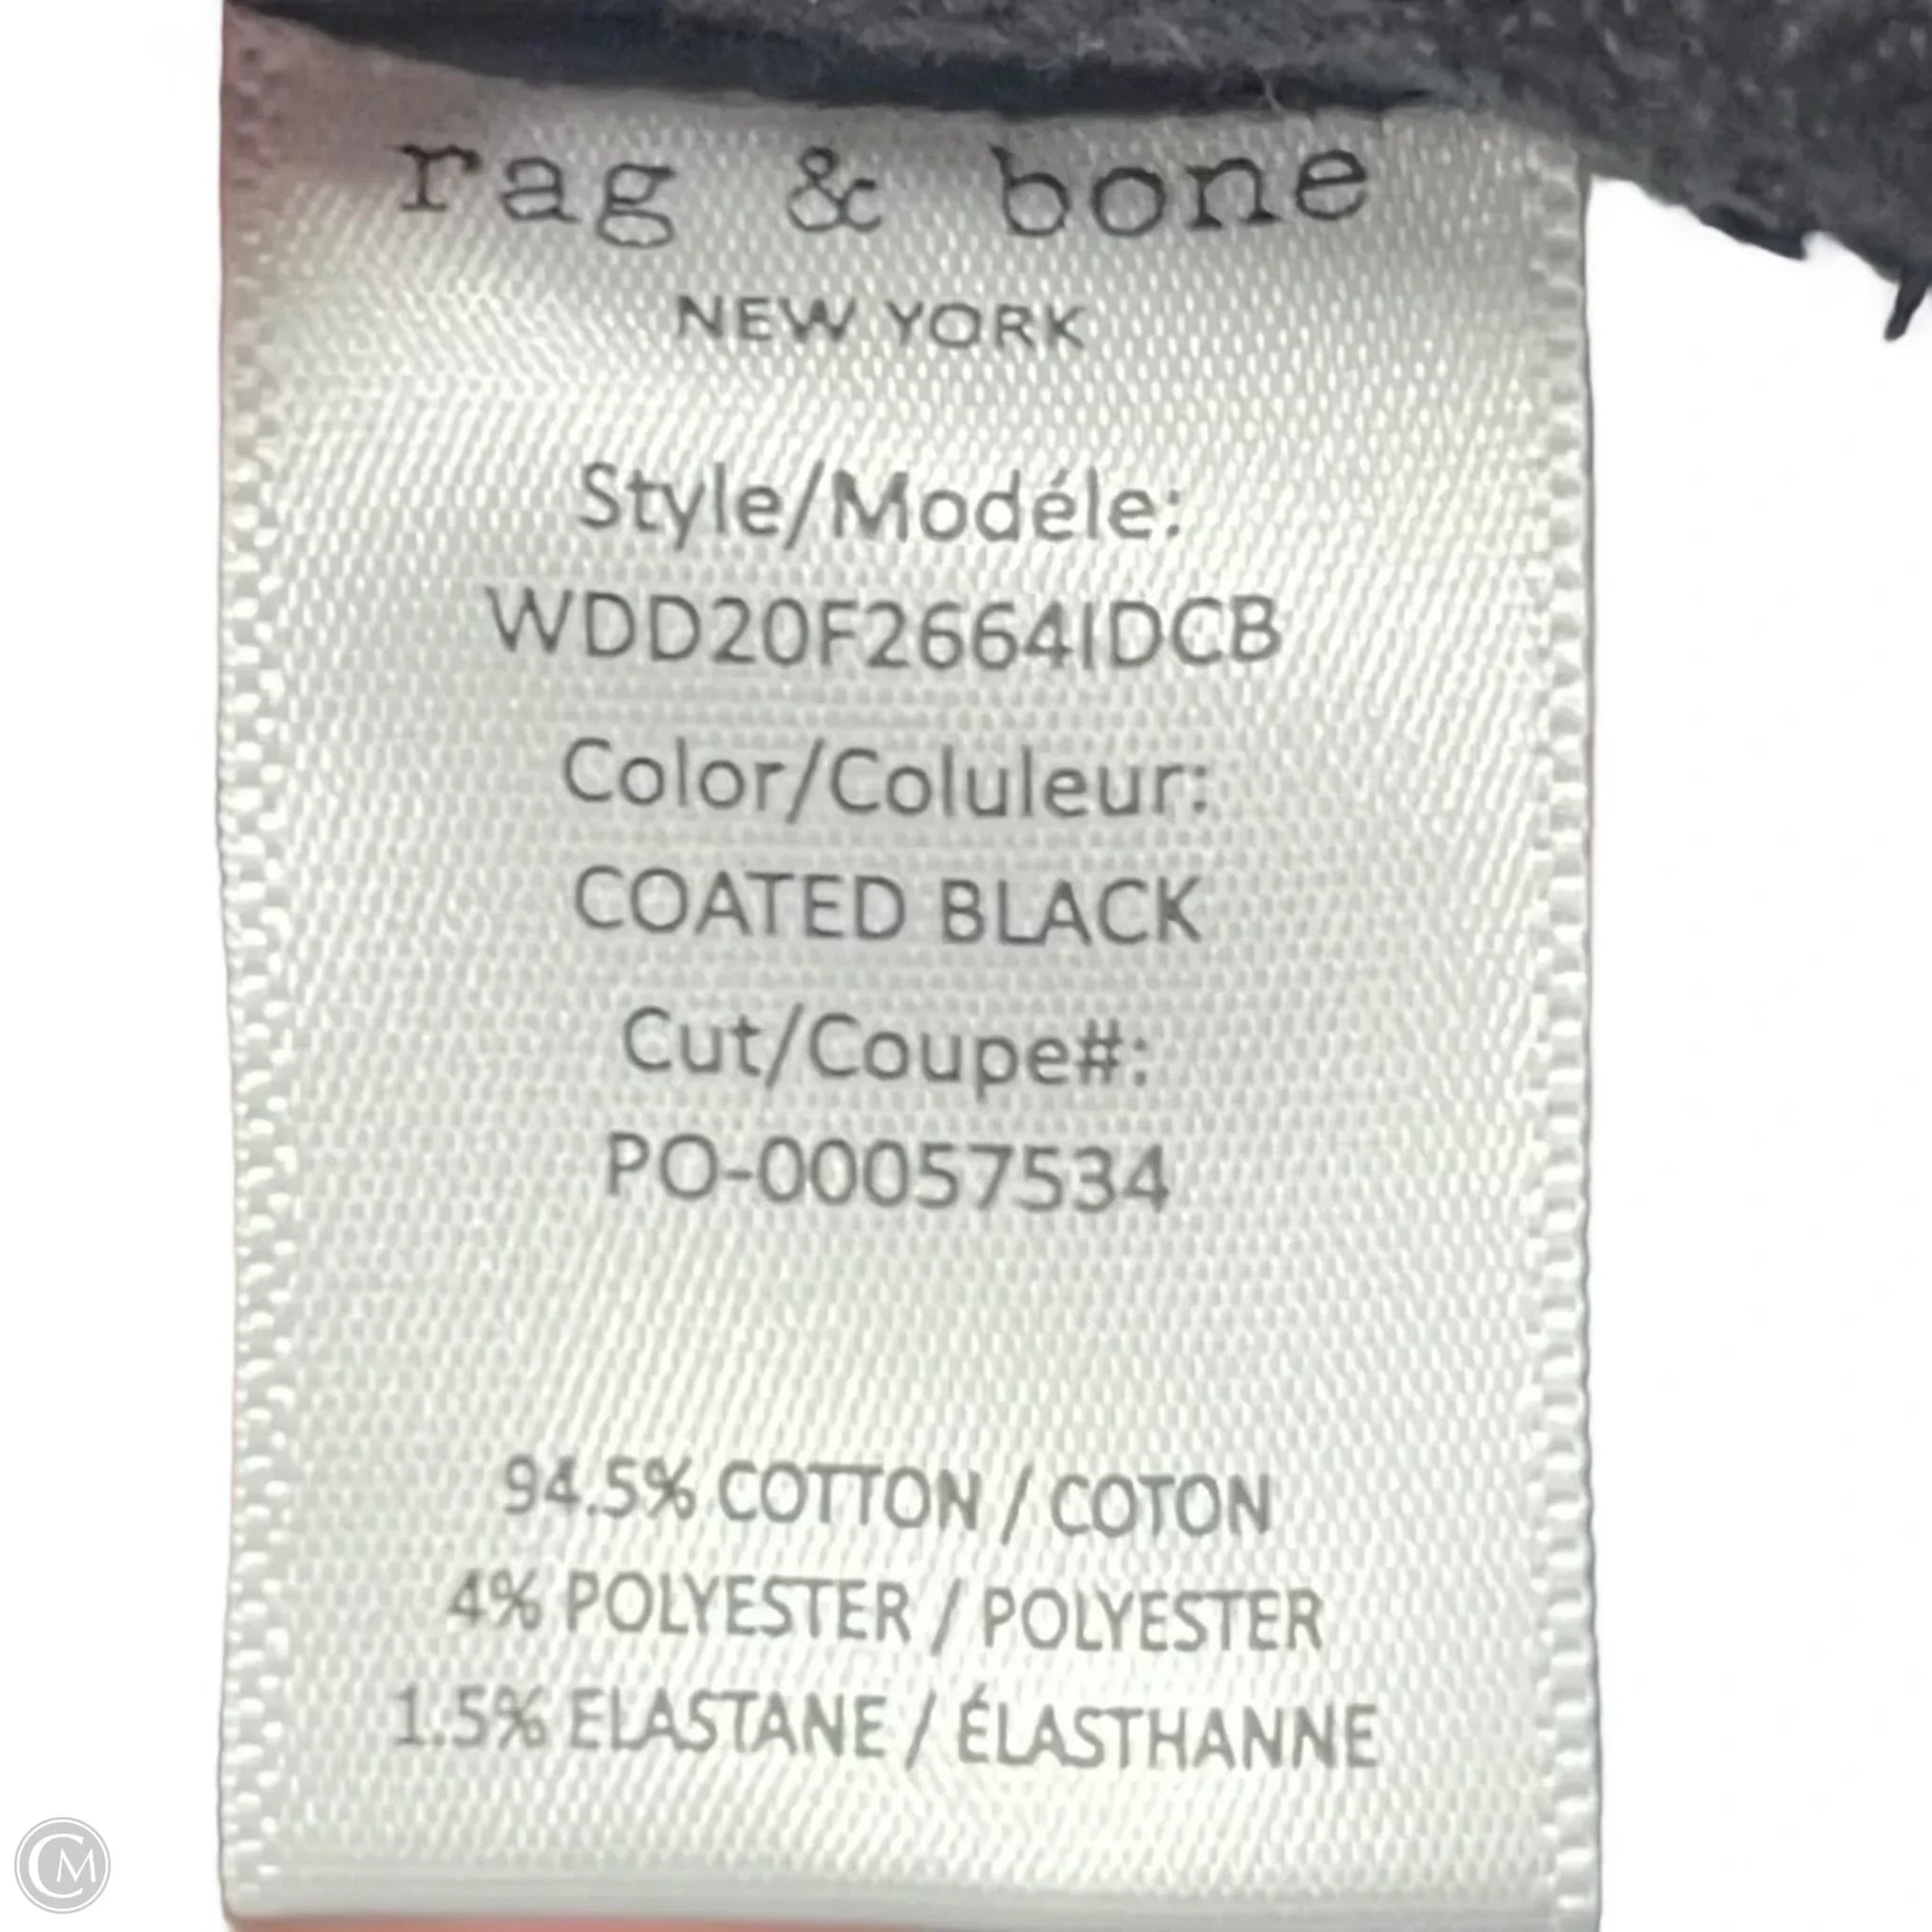 rag & bone
NEW YORK
Style/Modéle:
WDD20F2664IDCB
Color/Coluleur:
COATED BLACK
Cut/Coupe#:
PO-00057534
94.5% COTTON / COTON
4% POLYESTER / POLYESTER
1.5% ELASTANE / ÉLASTHANNE
CM